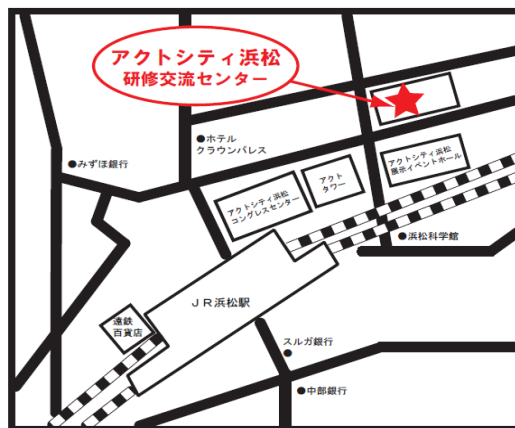 アクトシティ浜松
研修交流センター
●ホテル
クラウンパレス
●みずほ銀行
アクトシティ浜松
展示イベントホール
アクト
タワー
アクトシティ浜松
コングレスセンター
●浜松科学館
JR浜松駅
遠鉄
百貨店
スルガ銀行
●
●中部銀行